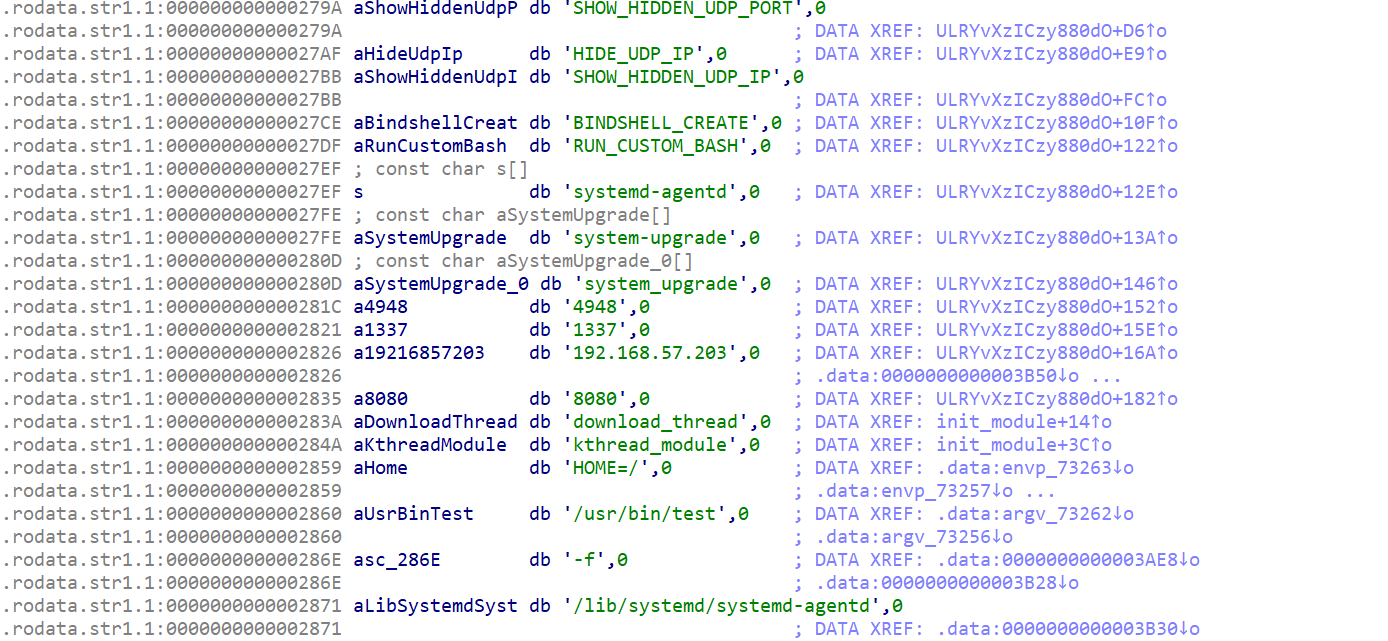 .rodata.str1.1:000000000000279A aShowHiddenUdpP db 'SHOW_HIDDEN_UDP_PORT',0
.rodata.str1.1:000000000000279A ; DATA XREF: ULRYvXzICzy880dO+D6↑o
.rodata.str1.1:00000000000027AF aHideUdpIp db 'HIDE_UDP_IP',0 ; DATA XREF: ULRYvXzICzy880dO+E9↑o
.rodata.str1.1:00000000000027BB aShowHiddenUdpI db 'SHOW_HIDDEN_UDP_IP',0
.rodata.str1.1:00000000000027BB ; DATA XREF: ULRYvXzICzy880dO+FC↑o
.rodata.str1.1:00000000000027CE aBindshellCreat db 'BINDSHELL_CREATE',0 ; DATA XREF: ULRYvXzICzy880dO+10F↑o
.rodata.str1.1:00000000000027DF aRunCustomBash db 'RUN_CUSTOM_BASH',0 ; DATA XREF: ULRYvXzICzy880dO+122↑o
.rodata.str1.1:00000000000027EF ; const char s[]
.rodata.str1.1:00000000000027EF s db 'systemd-agentd',0 ; DATA XREF: ULRYvXzICzy880dO+12E↑o
.rodata.str1.1:00000000000027FE ; const char aSystemUpgrade[]
.rodata.str1.1:00000000000027FE aSystemUpgrade db 'system-upgrade',0 ; DATA XREF: ULRYvXzICzy880dO+13A↑o
.rodata.str1.1:000000000000280D ; const char aSystemUpgrade_0[]
.rodata.str1.1:000000000000280D aSystemUpgrade_0 db 'system_upgrade',0 ; DATA XREF: ULRYvXzICzy880dO+146↑o
.rodata.str1.1:000000000000281C a4948 db '4948',0 ; DATA XREF: ULRYvXzICzy880dO+152↑o
.rodata.str1.1:0000000000002821 a1337 db '1337',0 ; DATA XREF: ULRYvXzICzy880dO+15E↑o
.rodata.str1.1:0000000000002826 a19216857203 db '192.168.57.203',0 ; DATA XREF: ULRYvXzICzy880dO+16A↑o
.rodata.str1.1:0000000000002826 ; .data:0000000000003B50↓o ...
.rodata.str1.1:0000000000002835 a8080 db '8080',0 ; DATA XREF: ULRYvXzICzy880dO+182↑o
.rodata.str1.1:000000000000283A aDownloadThread db 'download_thread',0 ; DATA XREF: init_module+14↑o
.rodata.str1.1:000000000000284A aKthreadModule db 'kthread_module',0 ; DATA XREF: init_module+3C↑o
.rodata.str1.1:0000000000002859 aHome db 'HOME=/',0 ; DATA XREF: .data:envp_73263↓o
.rodata.str1.1:0000000000002859 ; .data:envp_73257↓o ...
.rodata.str1.1:0000000000002860 aUsrBinTest db '/usr/bin/test',0 ; DATA XREF: .data:argv_73262↓o
.rodata.str1.1:0000000000002860 ; .data:argv_73256↓o
.rodata.str1.1:000000000000286E asc_286E db '-f',0 ; DATA XREF: .data:0000000000003AE8↓o
.rodata.str1.1:000000000000286E ; .data:0000000000003B28↓o
.rodata.str1.1:0000000000002871 aLibSystemdSyst db '/lib/systemd/systemd-agentd',0
.rodata.str1.1:0000000000002871 ; DATA XREF: .data:0000000000003B30↓o